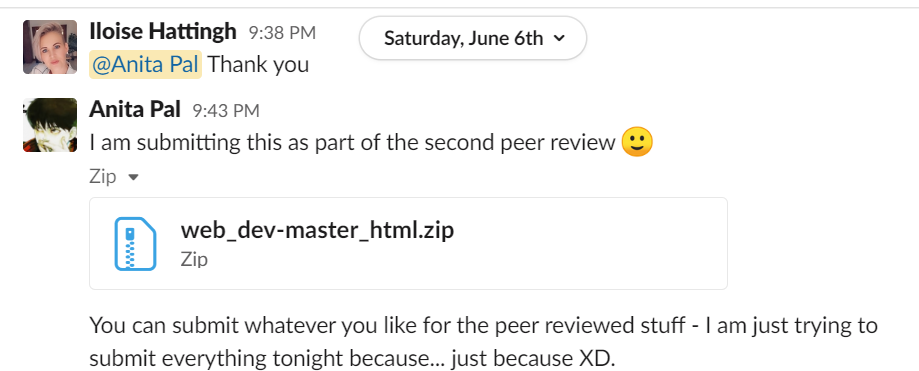 Iloise Hattingh 9:38 PM
Saturday, June 6th
@Anita Pal Thank you
Anita Pal 9:43 PM
I am submitting this as part of the second peer review
Zip
web_dev-master_html.zip
Zip
You can submit whatever you like for the peer reviewed stuff - I am just trying to
submit everything tonight because... just because XD.